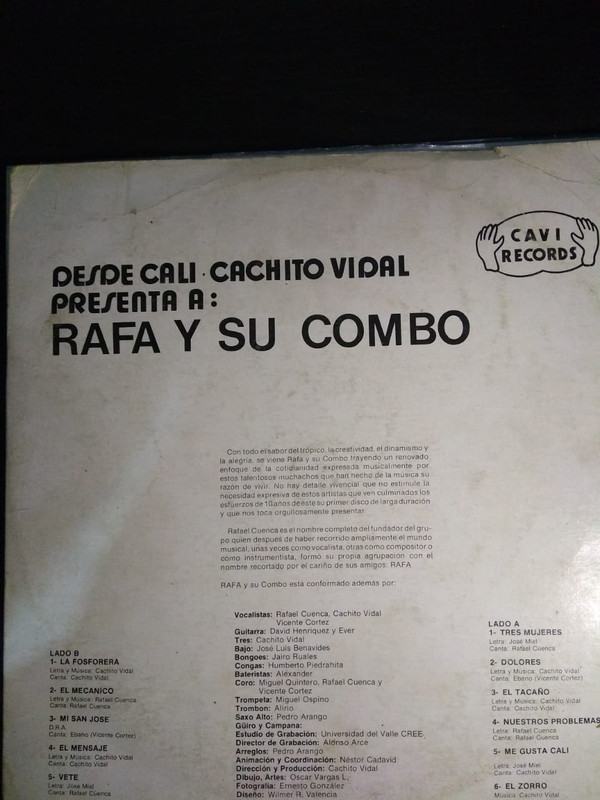 CAVI
RECORDS
DESDE CALI · CACHITO VIDAL
PRESENTA A:
RAFA Y SU COMBO
Con todo el sabor del trópico, la creatividad, el dinamismo y
la alegría, se viene Rafa y su Combo trayendo un renovado
enfoque de la cotidianidad expresada musicalmente por
estos talentosos muchachos que han hecho de la música su
razón de vivir. No hay detalle vivencial que no estimule la
necesidad expresiva de estos artistas que ven culminados los
esfuerzos de 10 años de este su primer disco de larga duración
y que nos toca orgullosamente presentar.
Rafael Cuenca es el nombre completo del fundador del gru-
po quien después de haber recorrido ampliamente el mundo
musical, unas veces como vocalista, otras como compositor o
como instrumentista, formó su propia agrupación con el
nombre recortado por el cariño de sus amigos: RAFA
RAFA y su Combo está conformado además por:
Vocalistas: Rafael Cuenca, Cachito Vidal
Vicente Cortez
Guitarra: David Henriquez y Ever
Tres: Cachito Vidal
Bajo: José Luis Benavides
Bongoes: Jairo Ruales
Congas: Humberto Piedrahita
Bateristas: Aléxander
Coro: Miguel Quintero, Rafael Cuenca y
Vicente Cortez
Trompeta: Miguel Ospino
Trombon: Alirio
Saxo Alto: Pedro Arango
Güiro y Campana:
Estudio de Grabación: Universidad del Valle CREE
Director de Grabación: Alonso Arce
Arreglos: Pedro Arango
Animación y Coordinación: Néstor Cadavid
Dirección y Producción: Cachito Vidal
Dibujo, Artes: Oscar Vargas L.
Fotografía: Ernesto González
Diseño: Wilmer R. Valencia
LADO B
1- LA FOSFORERA
Letra y Música: Cachito Vidal
Canta: Cachito Vidal
2- EL MECANICO
Letra y Música: Rafael Cuenca
Canta: Rafael Cuenca
3- MI SAN JOSE
D.R.A.
Canta: Ebano (Vicente Cortez)
4- EL MENSAJE
Letra y Música: Cachito Vidal
Canta: Cachito Vidal
5- VETE
Letra y Música: José Miel
Canta: Rafael Cuenca
LADO A
1- TRES MUJERES
Letra: José Miel
Canta: Rafael Cuenca
2- DOLORES
Letra y Música: Cachito Vidal
Canta: Ebano (Vicente Cortez)
3- EL TACAÑO
Letra y Música: Cachito Vidal
Canta: Cachito Vidal
4- NUESTROS PROBLEMAS
Letra: Rafael Cuenca
Canta: Rafael Cuenca
5- ME GUSTA CALI
Letra: José Miel
Canta: Cachito Vidal
6- EL ZORRO
Música: Cachito Vidal